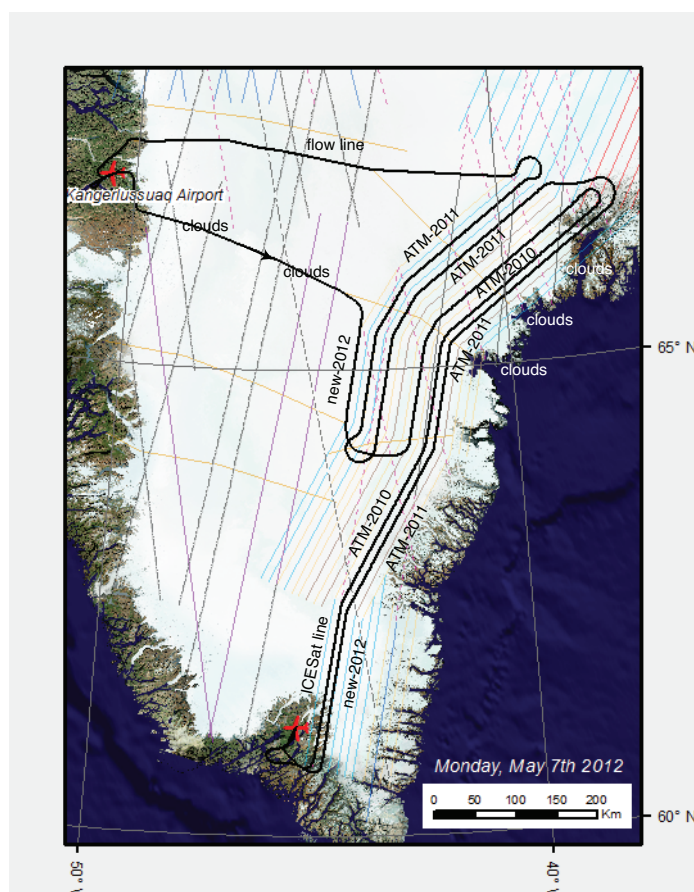 flow line
Kangerlussuaq Airport
clouds
clouds
ATM-2011
ATM-2011
ATM-2010
clouds
clouds
ATM-2011
clouds
65° N
new-2012
ATM-2010
ATM-2011
ICESat line
new-2012
Monday, May 7th 2012
0 50 100 150 200
Km
60° N
50°
40°